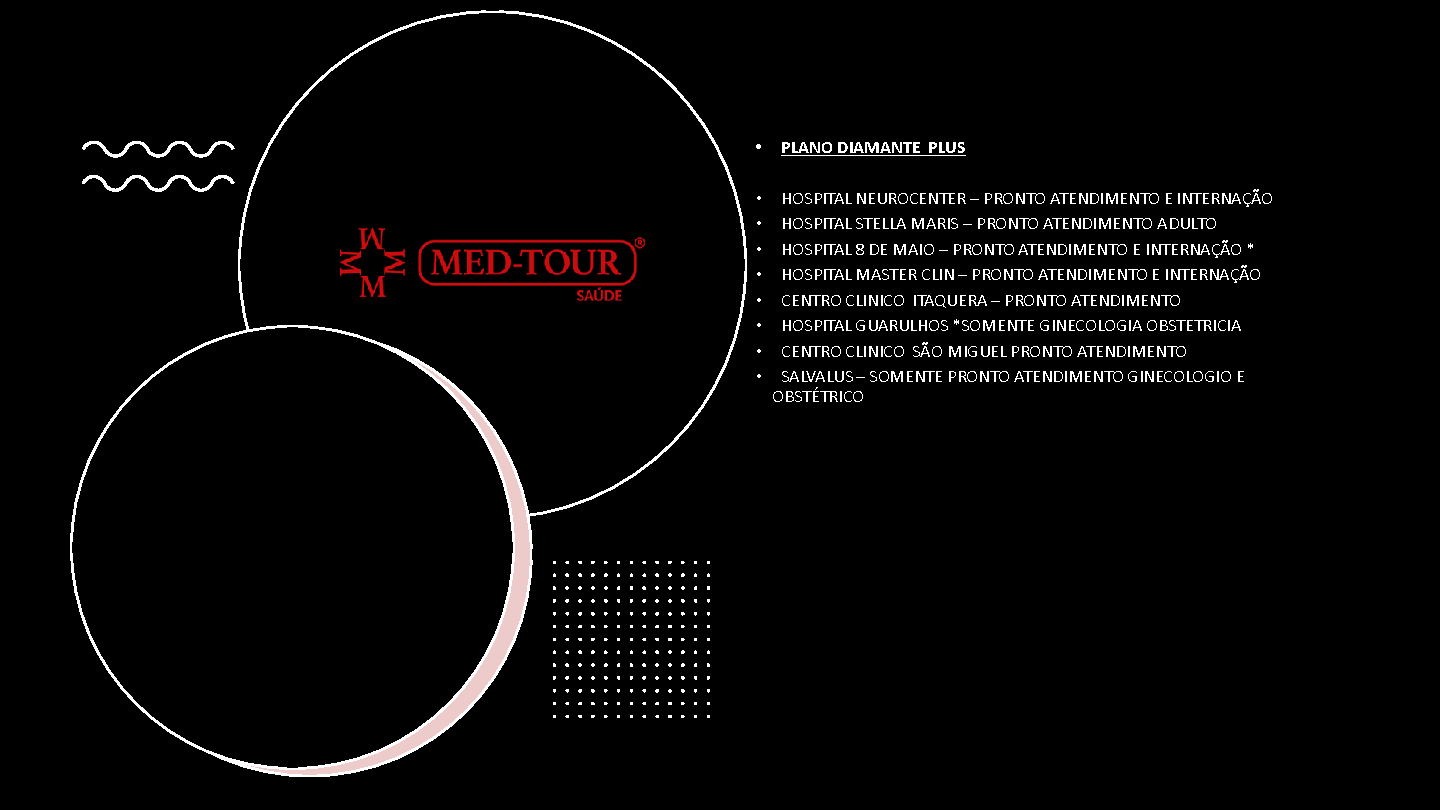 MED-TOUR®
SAÚDE
• PLANO DIAMANTE PLUS
• HOSPITAL NEUROCENTER – PRONTO ATENDIMENTO E INTERNAÇÃO
• HOSPITAL STELLA MARIS – PRONTO ATENDIMENTO ADULTO
• HOSPITAL 8 DE MAIO – PRONTO ATENDIMENTO E INTERNAÇÃO *
• HOSPITAL MASTER CLIN – PRONTO ATENDIMENTO E INTERNAÇÃO
• CENTRO CLINICO ITAQUERA – PRONTO ATENDIMENTO
• HOSPITAL GUARULHOS *SOMENTE GINECOLOGIA OBSTETRICIA
• CENTRO CLINICO SÃO MIGUEL PRONTO ATENDIMENTO
• SALVALUS – SOMENTE PRONTO ATENDIMENTO GINECOLOGIO E
OBSTÉTRICO